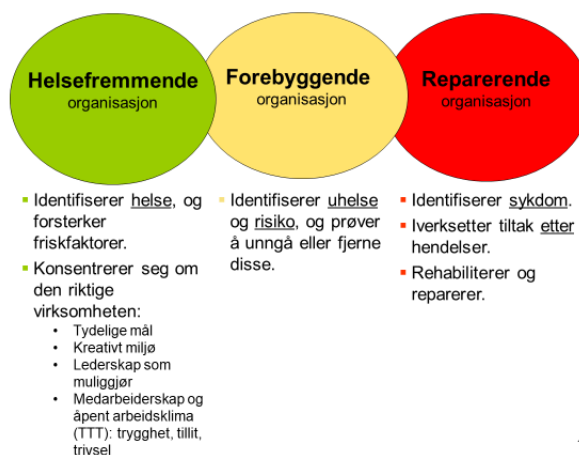 Helsefremmende
organisasjon
Forebyggende
organisasjon
Reparerende
organisasjon
Identifiserer helse, og
forsterker
friskfaktorer.
Konsentrerer seg om
den riktige
virksomheten:
Tydelige mål
Kreativt miljø
Lederskap som
muliggjør
Medarbeiderskap og
åpent arbeidsklima
(TTT): trygghet, tillit,
trivsel
Identifiserer uhelse
og risiko, og prøver
å unngå eller fjerne
disse.
Identifiserer sykdom.
Iverksetter tiltak etter
hendelser.
Rehabiliterer og
reparerer.